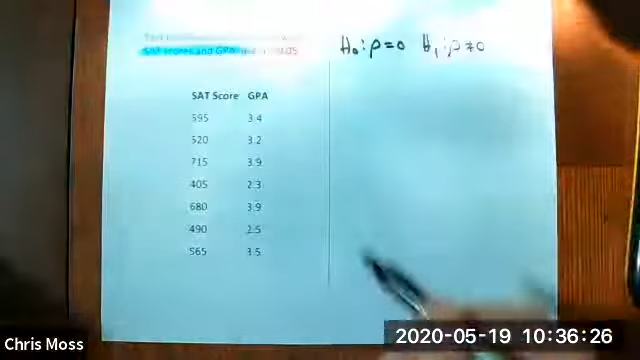 SAT scores and GPA
H₀: ρ=0 H₁: ρ≠0
SAT Score GPA
595 3.4
520 3.2
715 3.9
405 2.3
680 3.9
490 2.5
565 3.5
Chris Moss
2020-05-19 10:36:26